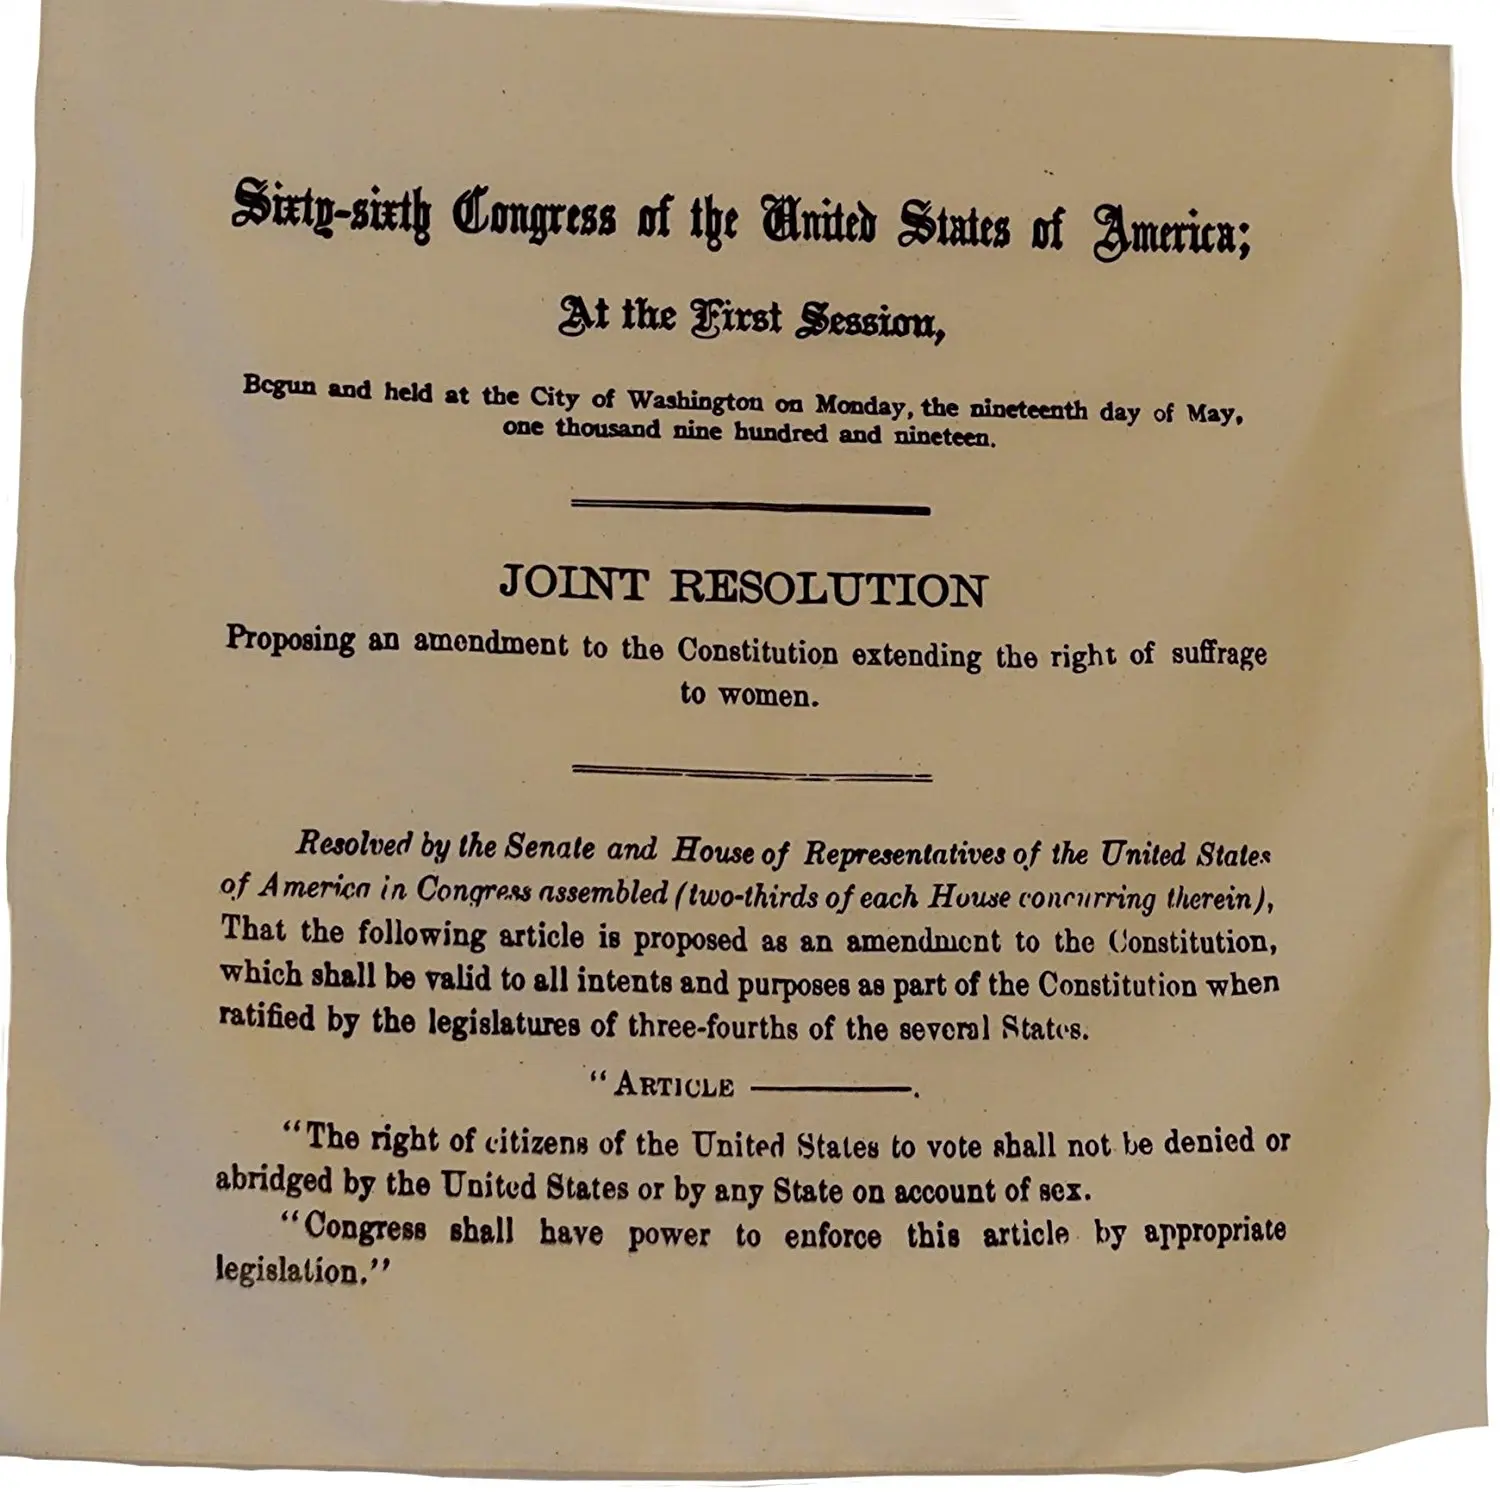 Sixty-sixth Congress of the United States of America;
At the First Session,
Begun and held at the City of Washington on Monday, the nineteenth day of May,
one thousand nine hundred and nineteen.
JOINT RESOLUTION
Proposing an amendment to the Constitution extending the right of suffrage
to women.
Resolved by the Senate and House of Representatives of the United States
of America in Congress assembled (two-thirds of each House concurring therein),
That the following article is proposed as an amendment to the Constitution,
which shall be valid to all intents and purposes as part of the Constitution when
ratified by the legislatures of three-fourths of the several States.
"ARTICLE ————.
"The right of citizens of the United States to vote shall not be denied or
abridged by the United States or by any State on account of sex.
"Congress shall have power to enforce this article by appropriate
legislation."